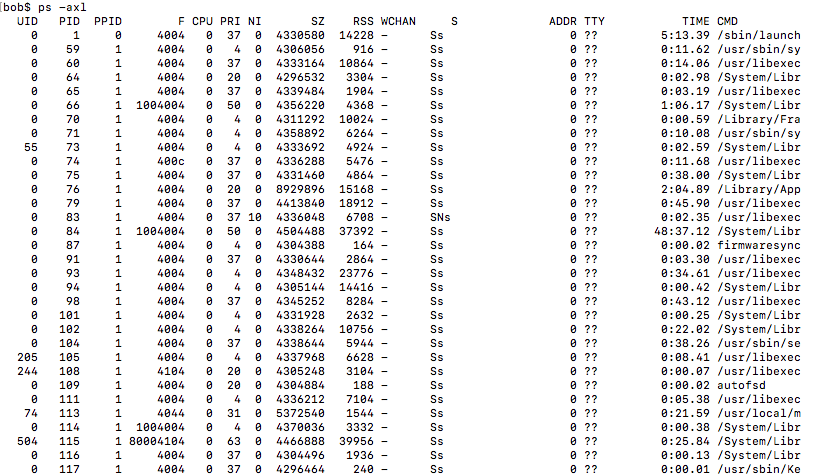 [bob$ ps -axl
UID PID PPID F CPU PRI NI SZ RSS WCHAN S ADDR TTY TIME CMD
0 1 0 4004 0 37 0 4330580 14228 - Ss 0 ?? 5:13.39 /sbin/launch
0 59 1 4004 0 4 0 4306056 916 - Ss 0 ?? 0:11.62 /usr/sbin/sy
0 60 1 4004 0 37 0 4333164 10864 - Ss 0 ?? 0:14.06 /usr/libexec
0 64 1 4004 0 20 0 4296532 3304 - Ss 0 ?? 0:02.98 /System/Libr
0 65 1 4004 0 37 0 4339484 1904 - Ss 0 ?? 0:03.19 /usr/libexec
0 66 1 1004004 0 50 0 4356220 4368 - Ss 0 ?? 1:06.17 /System/Libr
0 70 1 4004 0 4 0 4311292 10024 - Ss 0 ?? 0:00.59 /Library/Fra
0 71 1 4004 0 4 0 4358892 6264 - Ss 0 ?? 0:10.08 /usr/sbin/sy
55 73 1 4004 0 4 0 4333692 4924 - Ss 0 ?? 0:02.59 /System/Libr
0 74 1 400c 0 37 0 4336288 5476 - Ss 0 ?? 0:11.68 /usr/libexec
0 75 1 4004 0 37 0 4331460 4864 - Ss 0 ?? 0:38.00 /System/Libr
0 76 1 4004 0 20 0 8929896 15168 - Ss 0 ?? 2:04.89 /Library/App
0 79 1 4004 0 37 0 4413840 18912 - Ss 0 ?? 0:45.90 /usr/libexec
0 83 1 4004 0 37 10 4336048 6708 - SNs 0 ?? 0:02.35 /usr/libexec
0 84 1 1004004 0 50 0 4504488 37392 - Ss 0 ?? 48:37.12 /System/Libr
0 87 1 4004 0 4 0 4304388 164 - Ss 0 ?? 0:00.02 firmwaresync
0 91 1 4004 0 37 0 4330644 2864 - Ss 0 ?? 0:03.30 /usr/libexec
0 93 1 4004 0 4 0 4348432 23776 - Ss 0 ?? 0:34.61 /usr/libexec
0 94 1 4004 0 4 0 4305144 14416 - Ss 0 ?? 0:00.42 /System/Libr
0 98 1 4004 0 37 0 4345252 8284 - Ss 0 ?? 0:43.12 /usr/libexec
0 101 1 4004 0 4 0 4331928 2632 - Ss 0 ?? 0:00.25 /System/Libr
0 102 1 4004 0 4 0 4338264 10756 - Ss 0 ?? 0:22.02 /System/Libr
0 104 1 4004 0 37 0 4338644 5944 - Ss 0 ?? 0:38.26 /usr/sbin/se
205 105 1 4004 0 4 0 4337968 6628 - Ss 0 ?? 0:08.41 /usr/libexec
244 108 1 4104 0 20 0 4305248 3104 - Ss 0 ?? 0:00.07 /usr/libexec
0 109 1 4004 0 20 0 4304884 188 - Ss 0 ?? 0:00.02 autofsd
0 111 1 4004 0 4 0 4336212 7104 - Ss 0 ?? 0:05.38 /usr/libexec
74 113 1 4044 0 31 0 5372540 1544 - Ss 0 ?? 0:21.59 /usr/local/m
0 114 1 1004004 0 4 0 4370036 3332 - Ss 0 ?? 0:00.38 /System/Libr
504 115 1 80004104 0 63 0 4466888 39956 - Ss 0 ?? 0:25.84 /System/Libr
0 116 1 4004 0 37 0 4304496 1936 - Ss 0 ?? 0:00.13 /System/Libr
0 117 1 4004 0 37 0 4296464 240 - Ss 0 ?? 0:00.01 /usr/sbin/Ke